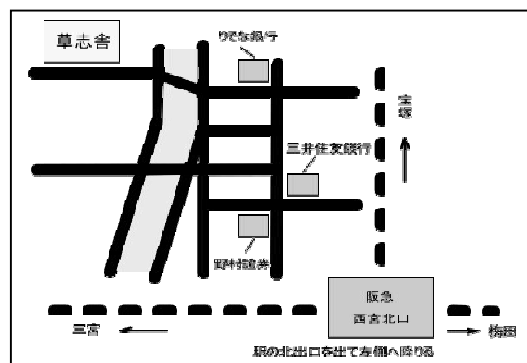 草志舎
りそな銀行
宝塚
三井住友銀行
野村證券
阪急
西宮北口
三宮
梅田
駅の北出口を出て左側へ降りる